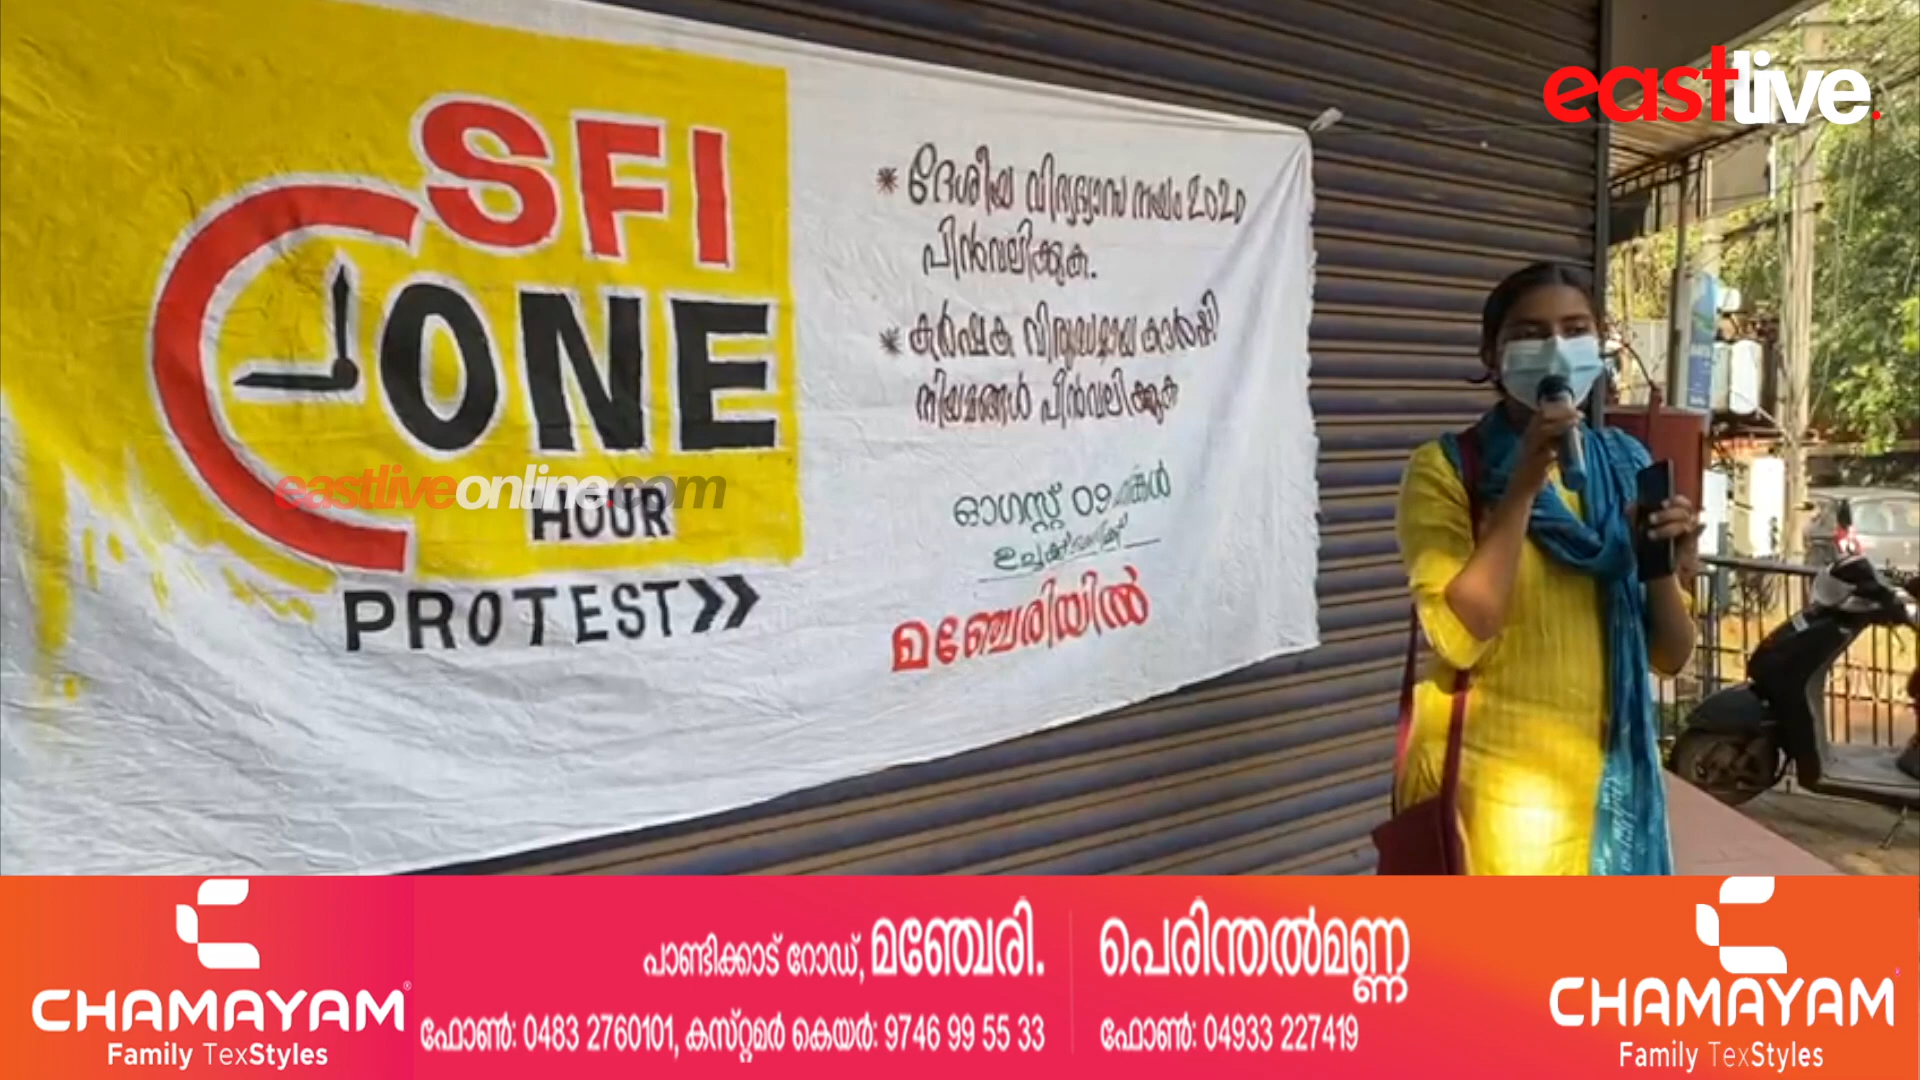 eastlive.
SFI
ONE
HOUR
PROTEST
eastliveonline.com
* ദേശീയ വിദ്യഭ്യാസ നയം 2020
പിൻവലിക്കുക.
* കർഷക വിരുദ്ധമായ കാർഷി
നിയമങ്ങൾ പിൻവലിക്കുക
ഓഗസ്റ്റ് 09
മഞ്ചേരിയിൽ
CHAMAYAM®
Family TexStyles
പാണ്ടിക്കാട് റോഡ്, മഞ്ചേരി.
ഫോൺ: 0483 2760101, കസ്റ്റമർ കെയർ: 9746 99 55 33
പെരിന്തൽമണ്ണ
ഫോൺ: 04933 227419
CHAMAYAM
Family TexStyles